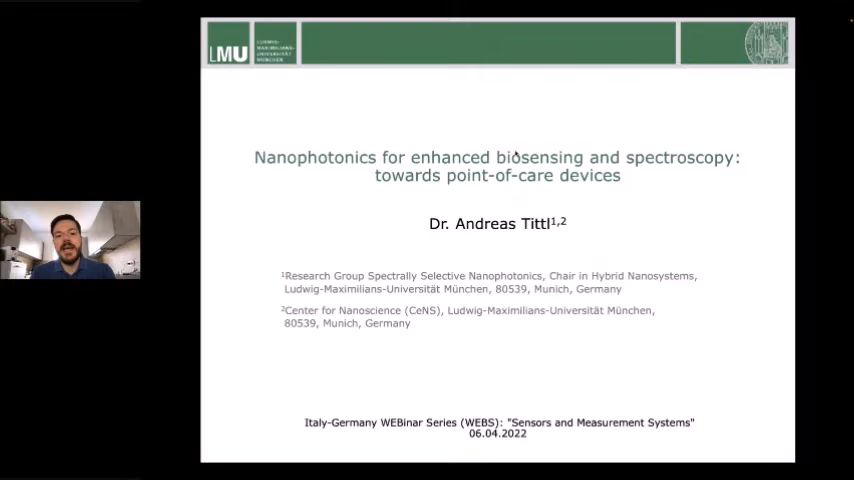 LMU
LUDWIG-
MAXIMILIANS-
UNIVERSITÄT
MÜNCHEN
Nanophotonics for enhanced biosensing and spectroscopy:
towards point-of-care devices
Dr. Andreas Tittl1,2
1Research Group Spectrally Selective Nanophotonics, Chair in Hybrid Nanosystems,
Ludwig-Maximilians-Universität München, 80539, Munich, Germany
2Center for Nanoscience (CeNS), Ludwig-Maximilians-Universität München,
80539, Munich, Germany
Italy-Germany WEBinar Series (WEBS): "Sensors and Measurement Systems"
06.04.2022